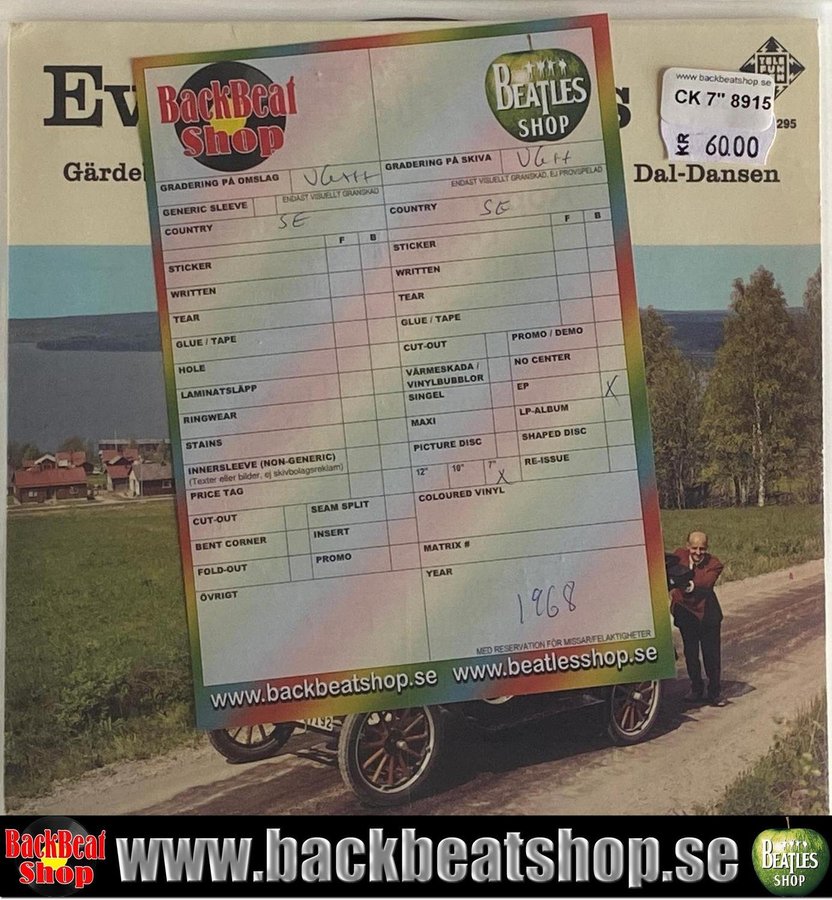 Ev
s
Gärde
Dal-Dansen
295
www.backbeatshop.se
CK 7" 8915
KR 60.00
BackBeat
Shop
BEATLES
SHOP
GRADERING PÅ OMSLAG VG++
ENDAST VISUELLT GRANSKAD
GENERIC SLEEVE
COUNTRY SE
F B
STICKER
WRITTEN
TEAR
GLUE / TAPE
HOLE
LAMINATSLÄPP
RINGWEAR
STAINS
INNERSLEEVE (NON-GENERIC)
(Texter eller bilder, ej skivbolagsreklam)
PRICE TAG
CUT-OUT SEAM SPLIT
BENT CORNER INSERT
FOLD-OUT PROMO
ÖVRIGT
GRADERING PÅ SKIVA VG++
ENDAST VISUELLT GRANSKAD, EJ PROVSPELAD
COUNTRY SE
F B
STICKER
WRITTEN
TEAR
GLUE / TAPE
CUT-OUT PROMO / DEMO
VÄRMESKADA / NO CENTER
VINYLBUBBLOR
SINGEL EP X
MAXI LP-ALBUM
PICTURE DISC SHAPED DISC
12" 10" 7" X RE-ISSUE
COLOURED VINYL
MATRIX #
YEAR
1968
MED RESERVATION FÖR MISSAR/FELAKTIGHETER
www.backbeatshop.se www.beatlesshop.se
BackBeat
Shop
www.backbeatshop.se
BEATLES
SHOP